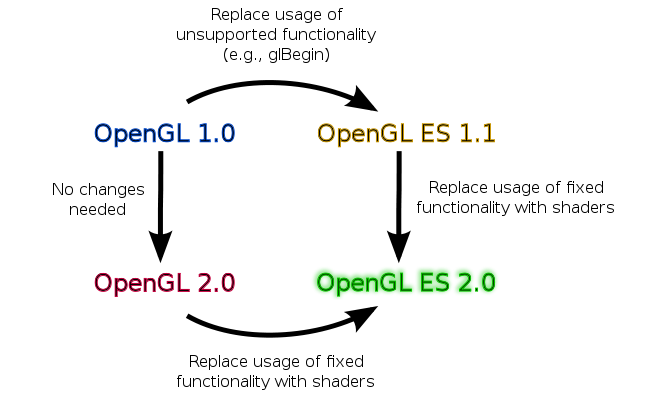 Replace usage of
unsupported functionality
(e.g., glBegin)
OpenGL 1.0
OpenGL ES 1.1
No changes
needed
Replace usage of fixed
functionality with shaders
OpenGL 2.0
OpenGL ES 2.0
Replace usage of fixed
functionality with shaders